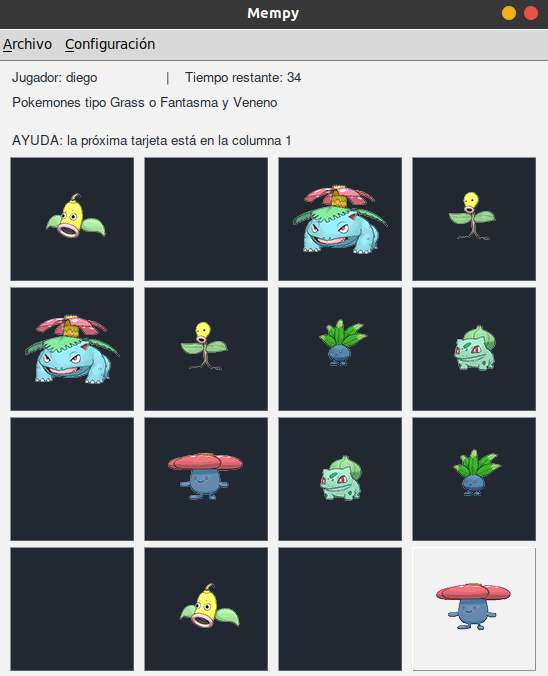 Mempy
Archivo Configuración
Jugador: diego | Tiempo restante: 34
Pokemones tipo Grass o Fantasma y Veneno
AYUDA: la próxima tarjeta está en la columna 1